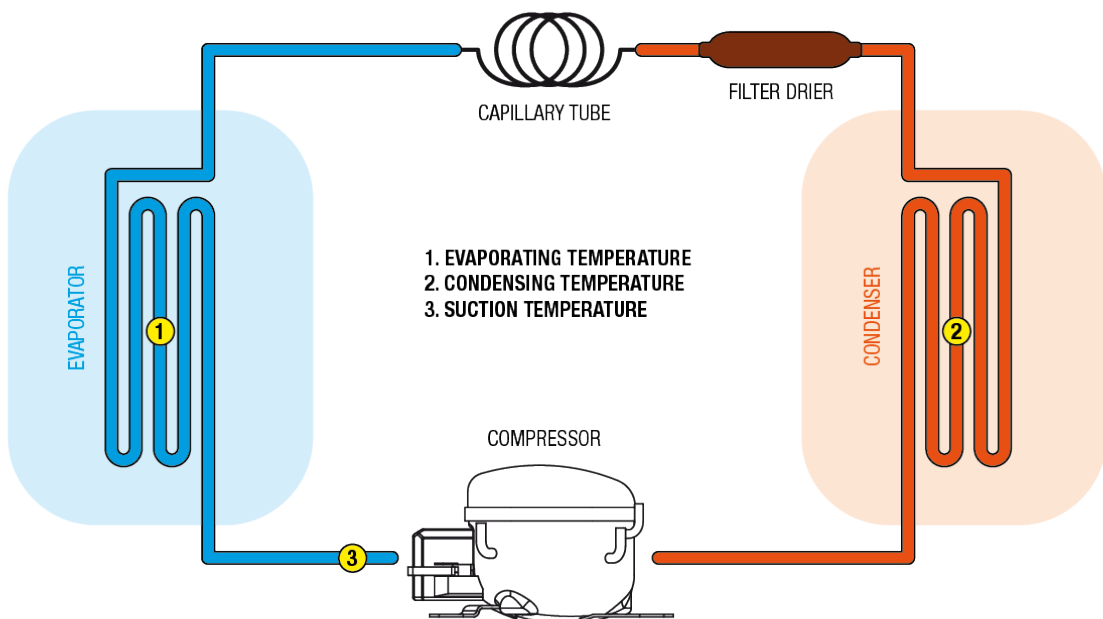 CAPILLARY TUBE
FILTER DRIER
EVAPORATOR
1
1. EVAPORATING TEMPERATURE
2. CONDENSING TEMPERATURE
3. SUCTION TEMPERATURE
CONDENSER
2
COMPRESSOR
3